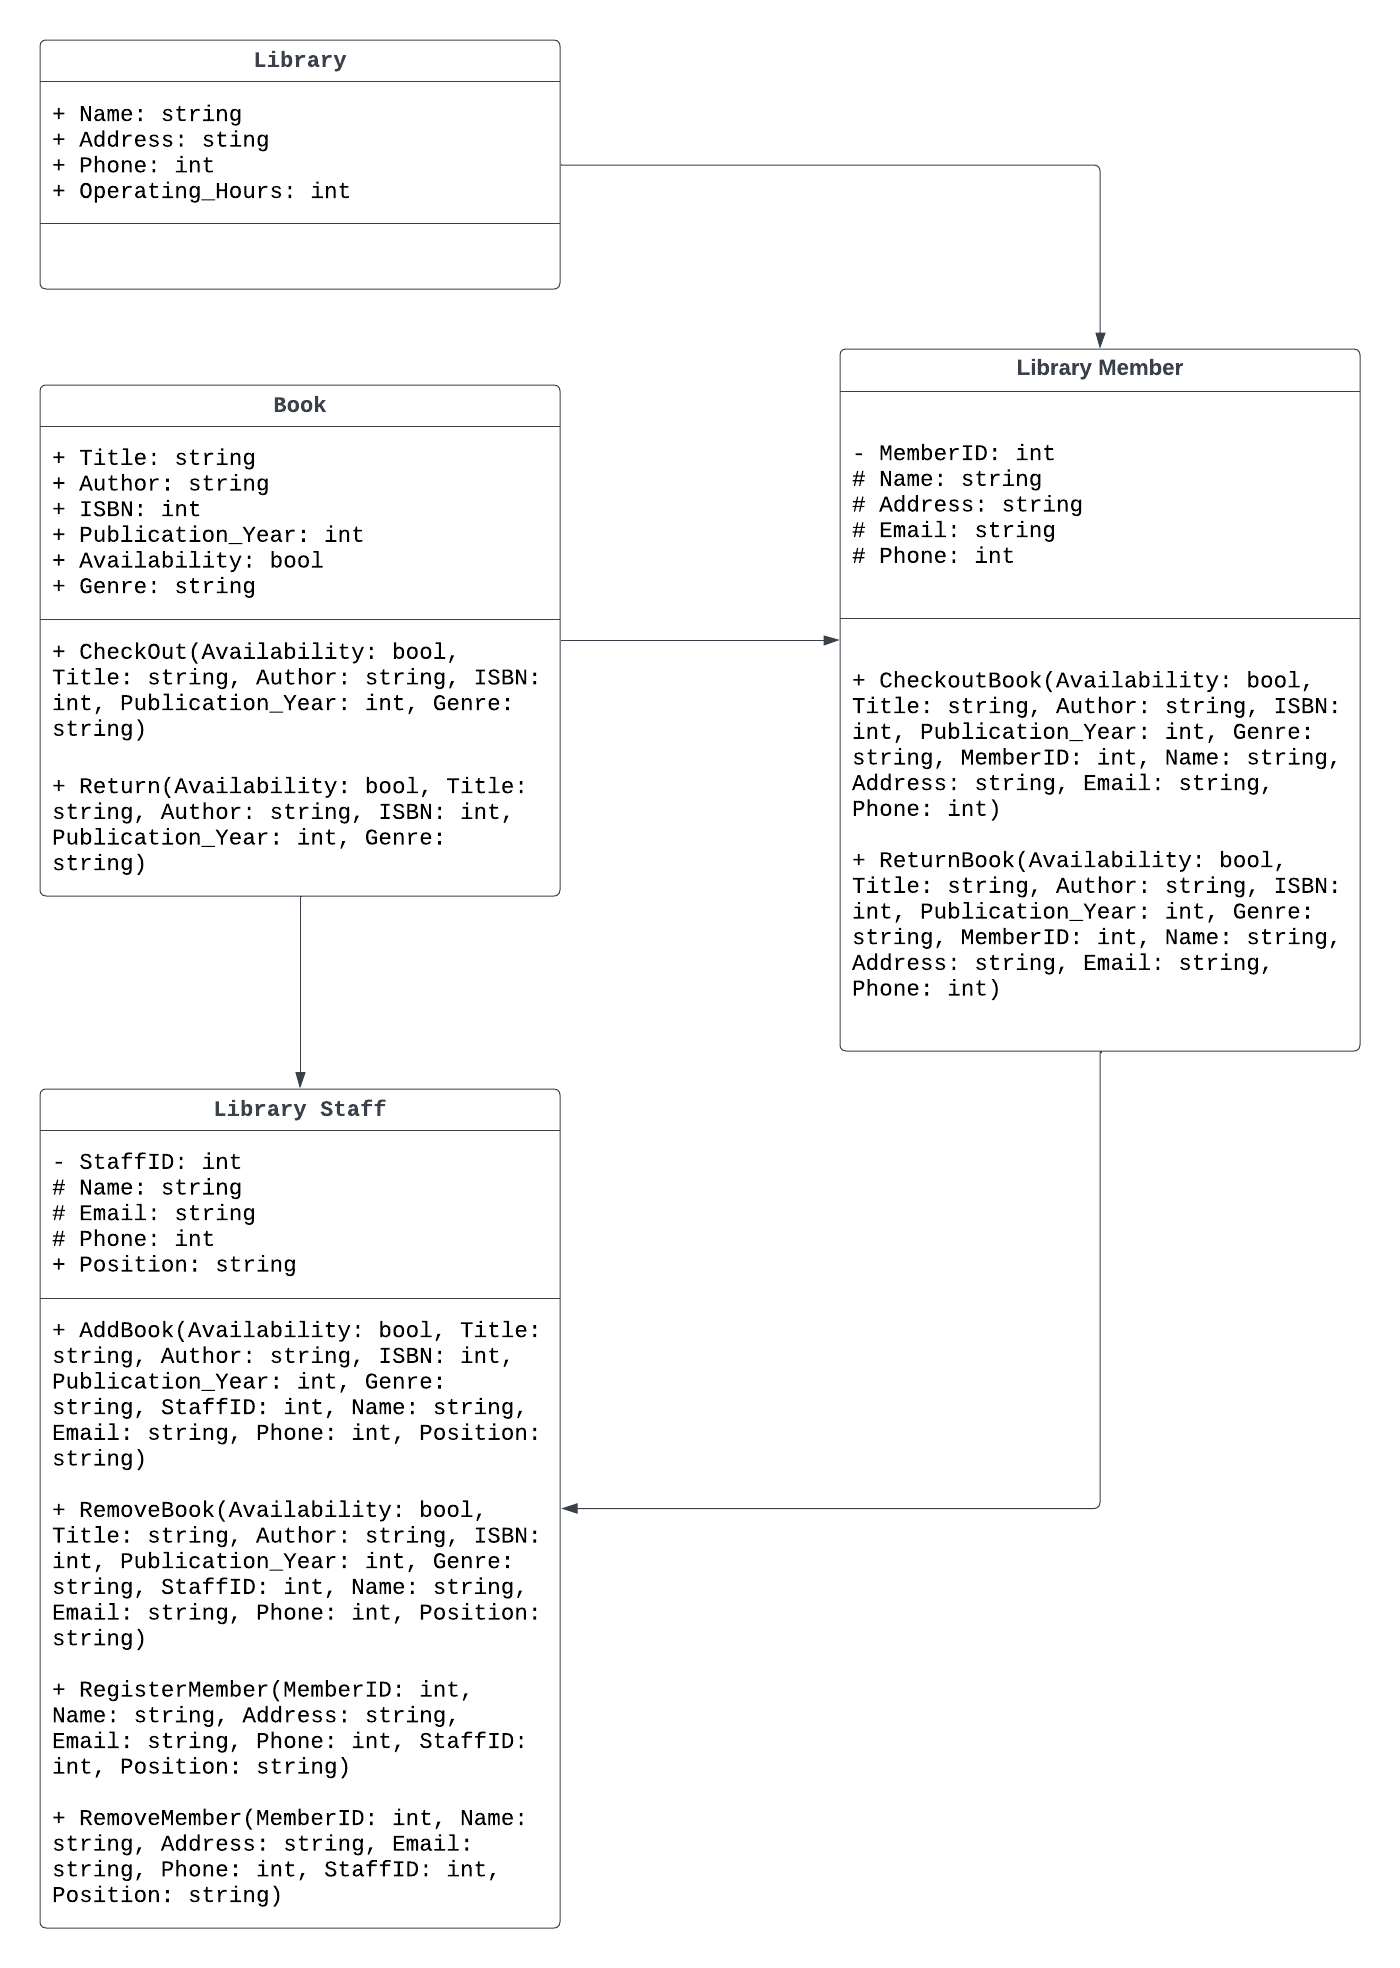 Library
+ Name: string
+ Address: sting
+ Phone: int
+ Operating_Hours: int
Book
+ Title: string
+ Author: string
+ ISBN: int
+ Publication_Year: int
+ Availability: bool
+ Genre: string
+ CheckOut(Availability: bool,
Title: string, Author: string, ISBN:
int, Publication_Year: int, Genre:
string)
+ Return(Availability: bool, Title:
string, Author: string, ISBN: int,
Publication_Year: int, Genre:
string)
Library Member
- MemberID: int
# Name: string
# Address: string
# Email: string
# Phone: int
+ CheckoutBook(Availability: bool,
Title: string, Author: string, ISBN:
int, Publication_Year: int, Genre:
string, MemberID: int, Name: string,
Address: string, Email: string,
Phone: int)
+ ReturnBook(Availability: bool,
Title: string, Author: string, ISBN:
int, Publication_Year: int, Genre:
string, MemberID: int, Name: string,
Address: string, Email: string,
Phone: int)
Library Staff
- StaffID: int
# Name: string
# Email: string
# Phone: int
+ Position: string
+ AddBook(Availability: bool, Title:
string, Author: string, ISBN: int,
Publication_Year: int, Genre:
string, StaffID: int, Name: string,
Email: string, Phone: int, Position:
string)
+ RemoveBook(Availability: bool,
Title: string, Author: string, ISBN:
int, Publication_Year: int, Genre:
string, StaffID: int, Name: string,
Email: string, Phone: int, Position:
string)
+ RegisterMember(MemberID: int,
Name: string, Address: string,
Email: string, Phone: int, StaffID:
int, Position: string)
+ RemoveMember(MemberID: int, Name:
string, Address: string, Email:
string, Phone: int, StaffID: int,
Position: string)